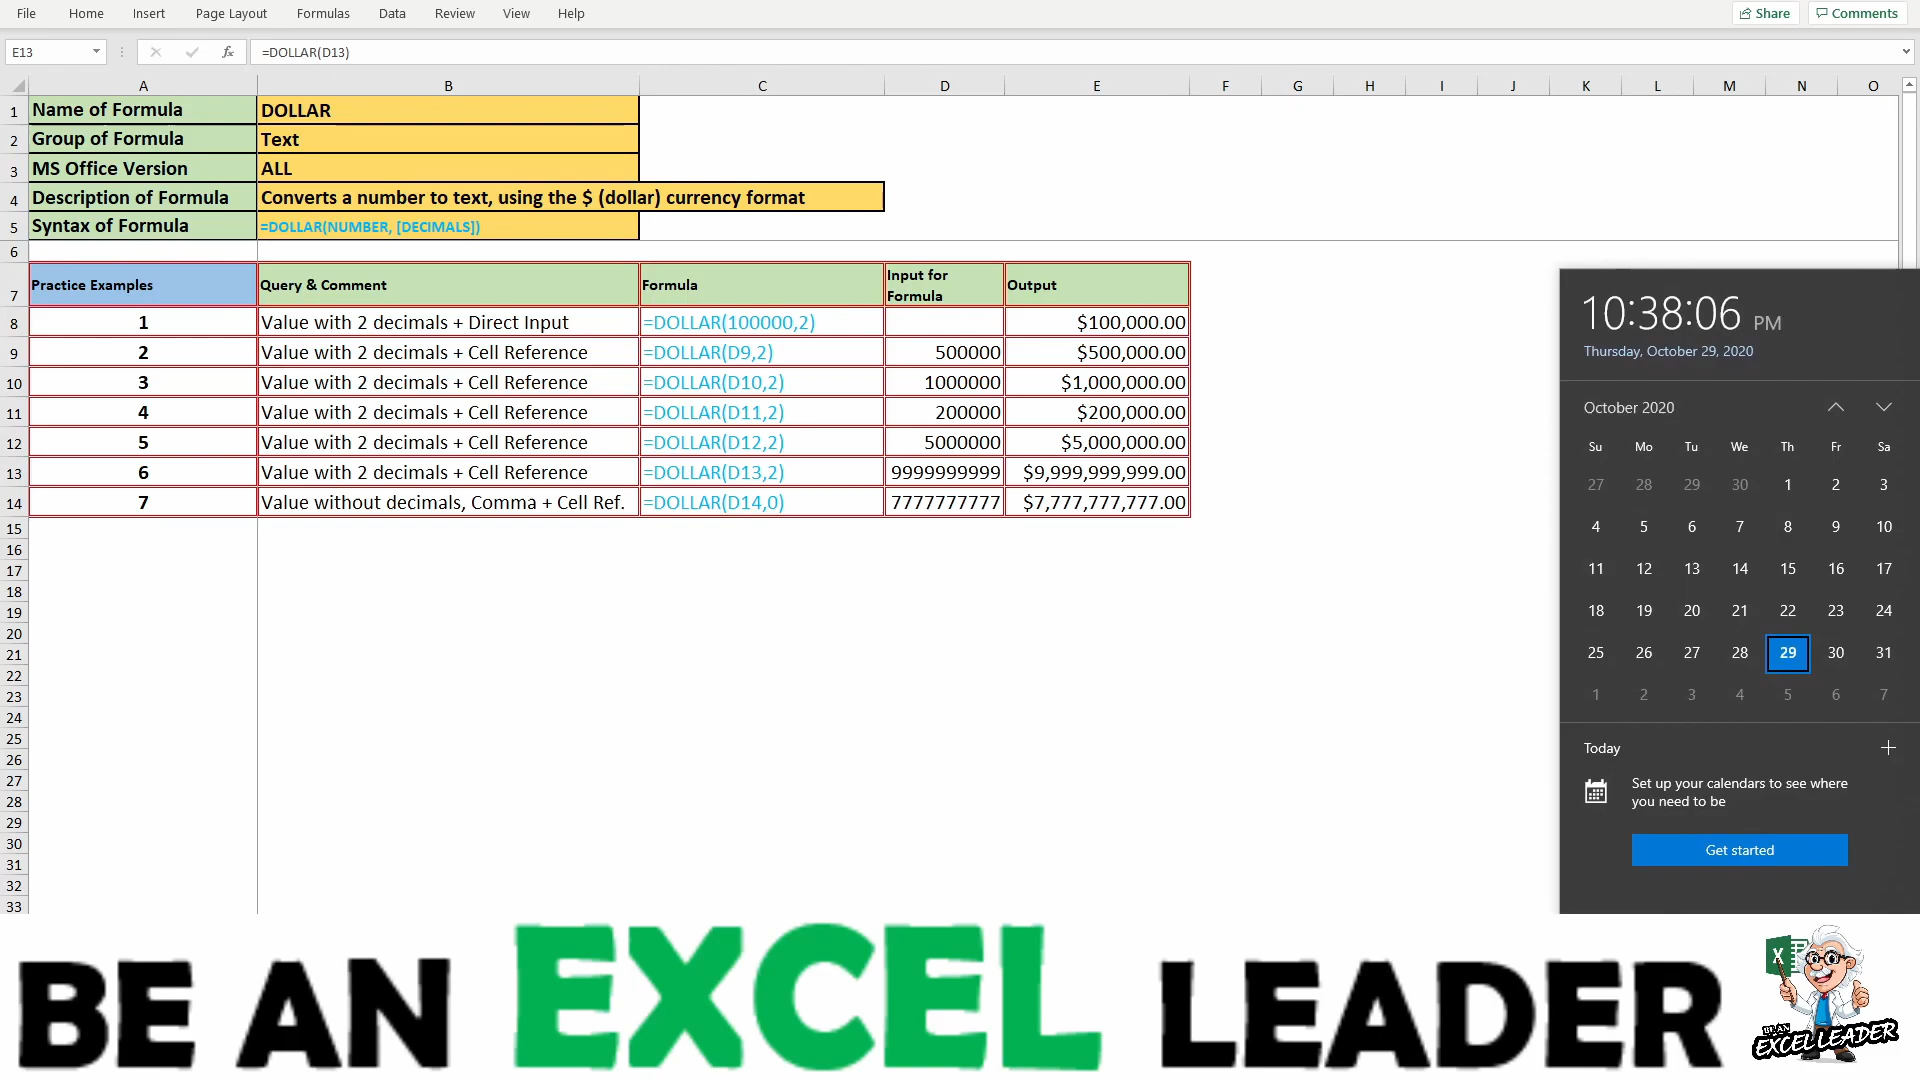 File Home Insert Page Layout Formulas Data Review View Help Share Comments
E13 fx =DOLLAR(D13)
A B C D E F G H I J K L M N O
1 Name of Formula DOLLAR
2 Group of Formula Text
3 MS Office Version ALL
4 Description of Formula Converts a number to text, using the $ (dollar) currency format
5 Syntax of Formula =DOLLAR(NUMBER, [DECIMALS])
6
7 Practice Examples Query & Comment Formula Input for Formula Output
8 1 Value with 2 decimals + Direct Input =DOLLAR(100000,2) $100,000.00
9 2 Value with 2 decimals + Cell Reference =DOLLAR(D9,2) 500000 $500,000.00
10 3 Value with 2 decimals + Cell Reference =DOLLAR(D10,2) 1000000 $1,000,000.00
11 4 Value with 2 decimals + Cell Reference =DOLLAR(D11,2) 200000 $200,000.00
12 5 Value with 2 decimals + Cell Reference =DOLLAR(D12,2) 5000000 $5,000,000.00
13 6 Value with 2 decimals + Cell Reference =DOLLAR(D13,2) 9999999999 $9,999,999,999.00
14 7 Value without decimals, Comma + Cell Ref. =DOLLAR(D14,0) 7777777777 $7,777,777,777.00
15
16
17
18
19
20
21
22
23
24
25
26
27
28
29
30
31
32
33
10:38:06 PM
Thursday, October 29, 2020
October 2020
Su Mo Tu We Th Fr Sa
27 28 29 30 1 2 3
4 5 6 7 8 9 10
11 12 13 14 15 16 17
18 19 20 21 22 23 24
25 26 27 28 29 30 31
1 2 3 4 5 6 7
Today
Set up your calendars to see where
you need to be
Get started
BE AN EXCEL LEADER
X
BE AN
EXCEL LEADER